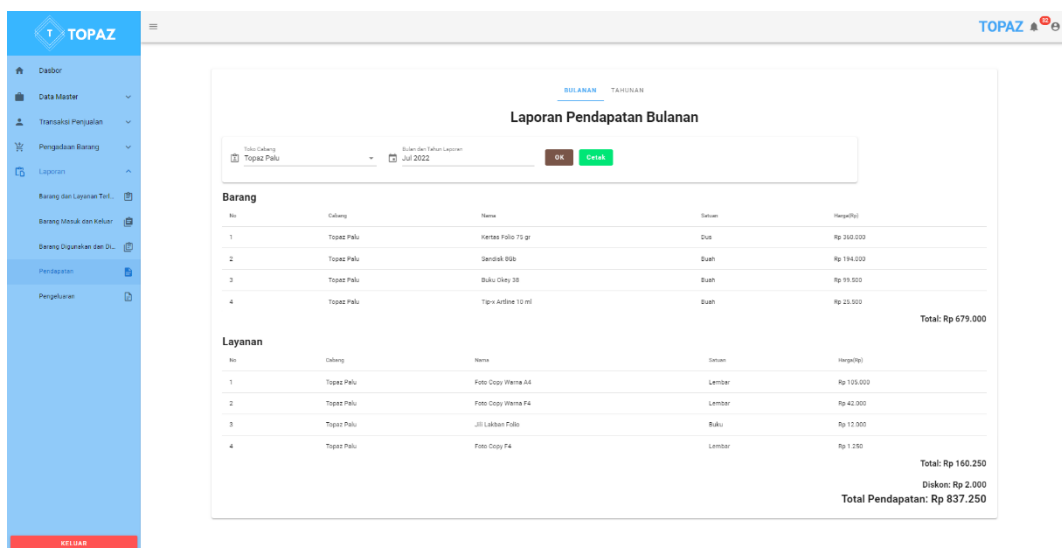 T TOPAZ
TOPAZ
Dasbor
Data Master
Transaksi Penjualan
Pengadaan Barang
Laporan
Barang dan Layanan Terl...
Barang Masuk dan Keluar
Barang Digunakan dan Di...
Pendapatan
Pengeluaran
KELUAR
BULANAN TAHUNAN
Laporan Pendapatan Bulanan
Toko Cabang
Topaz Palu
Bulan dan Tahun Laporan
Jul 2022
OK
Cetak
Barang
No Cabang Nama Satuan Harga(Rp)
1 Topaz Palu Kertas Folio 75 gr Dus Rp 360.000
2 Topaz Palu Sandisk 8Gb Buah Rp 194.000
3 Topaz Palu Buku Okey 38 Buah Rp 99.500
4 Topaz Palu Tip-x Artline 10 ml Buah Rp 25.500
Total: Rp 679.000
Layanan
No Cabang Nama Satuan Harga(Rp)
1 Topaz Palu Foto Copy Warna A4 Lembar Rp 105.000
2 Topaz Palu Foto Copy Warna F4 Lembar Rp 42.000
3 Topaz Palu Jili Lakban Folio Buku Rp 12.000
4 Topaz Palu Foto Copy F4 Lembar Rp 1.250
Total: Rp 160.250
Diskon: Rp 2.000
Total Pendapatan: Rp 837.250